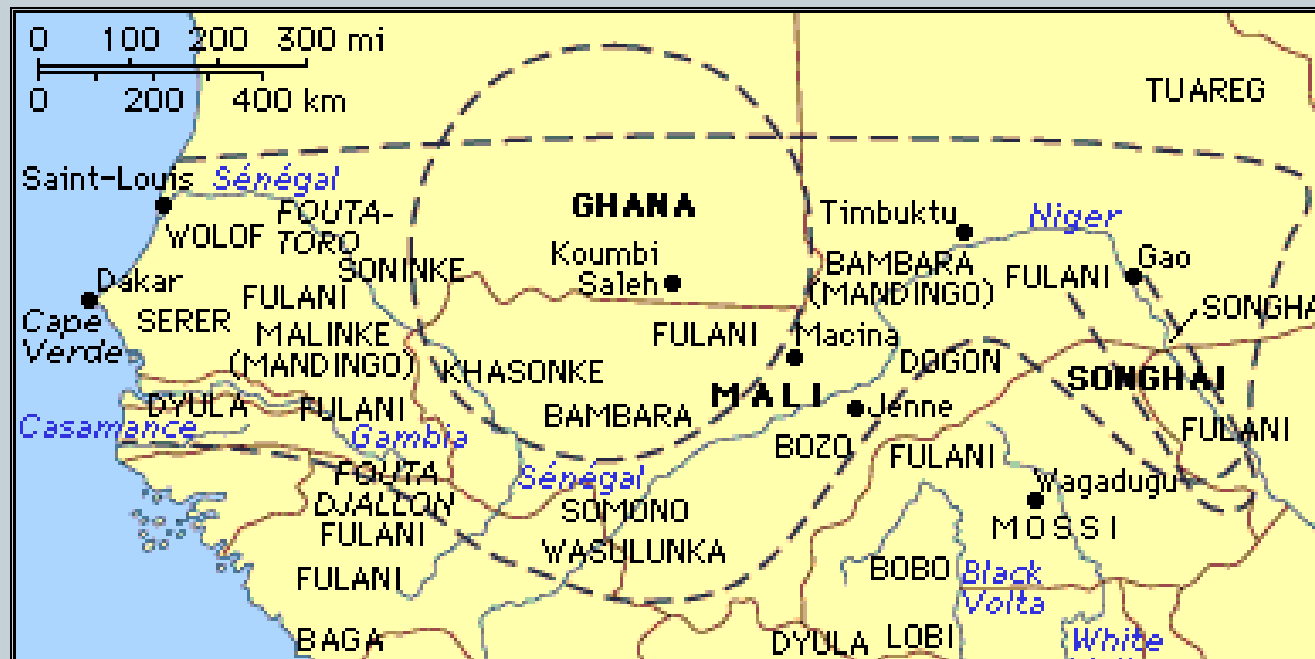 0 100 200 300 mi
0 200 400 km
TUAREG
Saint-Louis
Sénégal
FOUTA-
TORO
WOLOF
GHANA
Timbuktu
Niger
Koumbi
Saleh
SONINKE
BAMBARA
(MANDINGO)
FULANI
Gao
Dakar
FULANI
SERER
Cape
Verde
MALINKE
(MANDINGO)
FULANI
Macina
SONGHA
DOGON
KHASONKE
MALI
SONGHAI
DYULA
FULANI
BAMBARA
Jenne
Casamance
Gambia
BOZO
FULANI
FULANI
FOUTA
DJALLON
Sénégal
Wagadugu
FULANI
SOMONO
MOSSI
WASULUNKA
FULANI
BOBO
Black
Volta
BAGA
DYULA
LOBI
White